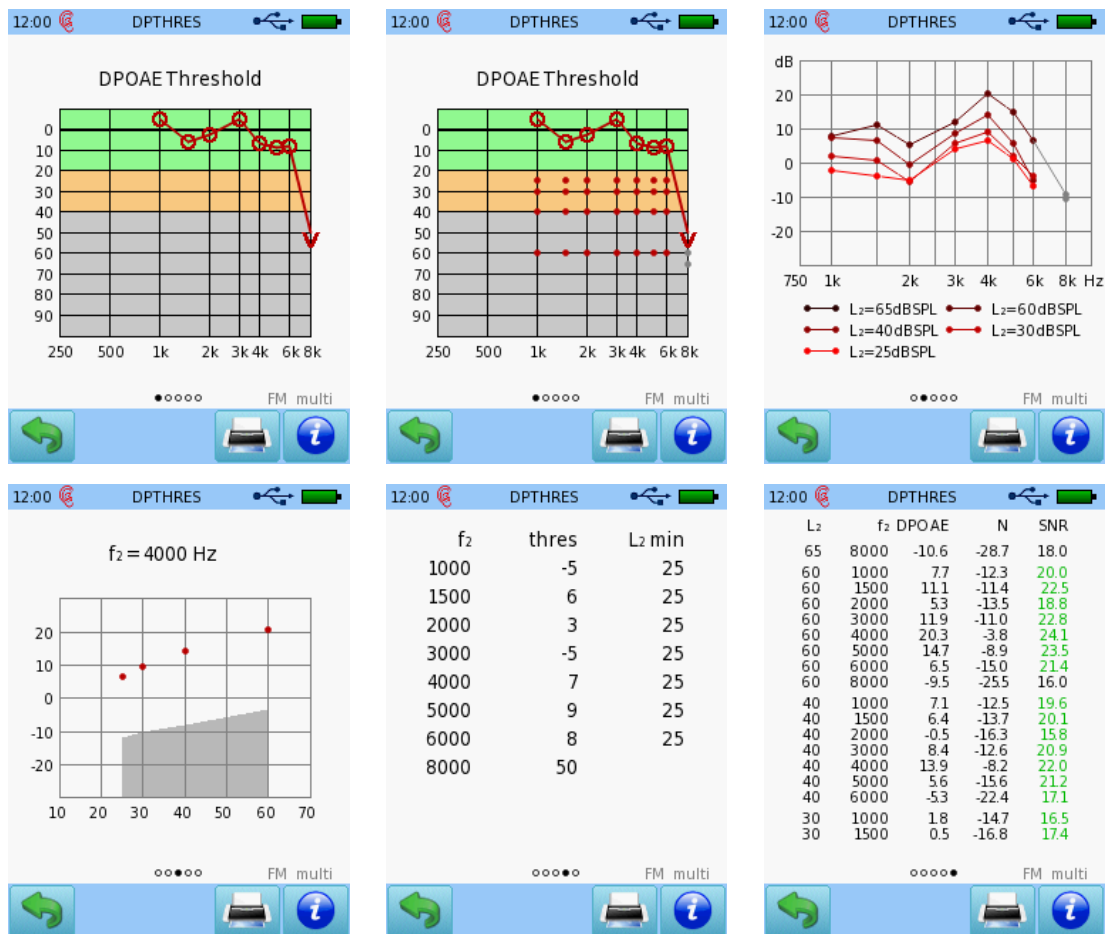 12:00 DPTHRES
DPOAE Threshold
0
10
20
30
40
50
60
70
80
90
250 500 1k 2k 3k 4k 6k 8k
FM multi
12:00 DPTHRES
DPOAE Threshold
0
10
20
30
40
50
60
70
80
90
250 500 1k 2k 3k 4k 6k 8k
FM multi
12:00 DPTHRES
dB
20
10
0
-10
-20
750 1k 2k 3k 4k 6k 8k Hz
L₂=65dBSPL L₂=60dBSPL
L₂=40dBSPL L₂=30dBSPL
L₂=25dBSPL
FM multi
12:00 DPTHRES
f₂ = 4000 Hz
20
10
0
-10
-20
10 20 30 40 50 60 70
FM multi
12:00 DPTHRES
f₂ thres L₂ min
1000 -5 25
1500 6 25
2000 3 25
3000 -5 25
4000 7 25
5000 9 25
6000 8 25
8000 50
FM multi
12:00 DPTHRES
L₂ f₂ DPOAE N SNR
65 8000 -10.6 -28.7 18.0
60 1000 7.7 -12.3 20.0
60 1500 11.1 -11.4 22.5
60 2000 5.3 -13.5 18.8
60 3000 11.9 -11.0 22.8
60 4000 20.3 -3.8 24.1
60 5000 14.7 -8.9 23.5
60 6000 6.5 -15.0 21.4
60 8000 -9.5 -25.5 16.0
40 1000 7.1 -12.5 19.6
40 1500 6.4 -13.7 20.1
40 2000 -0.5 -16.3 15.8
40 3000 8.4 -12.6 20.9
40 4000 13.9 -8.2 22.0
40 5000 5.6 -15.6 21.2
40 6000 -5.3 -22.4 17.1
30 1000 1.8 -14.7 16.5
30 1500 0.5 -16.8 17.4
FM multi